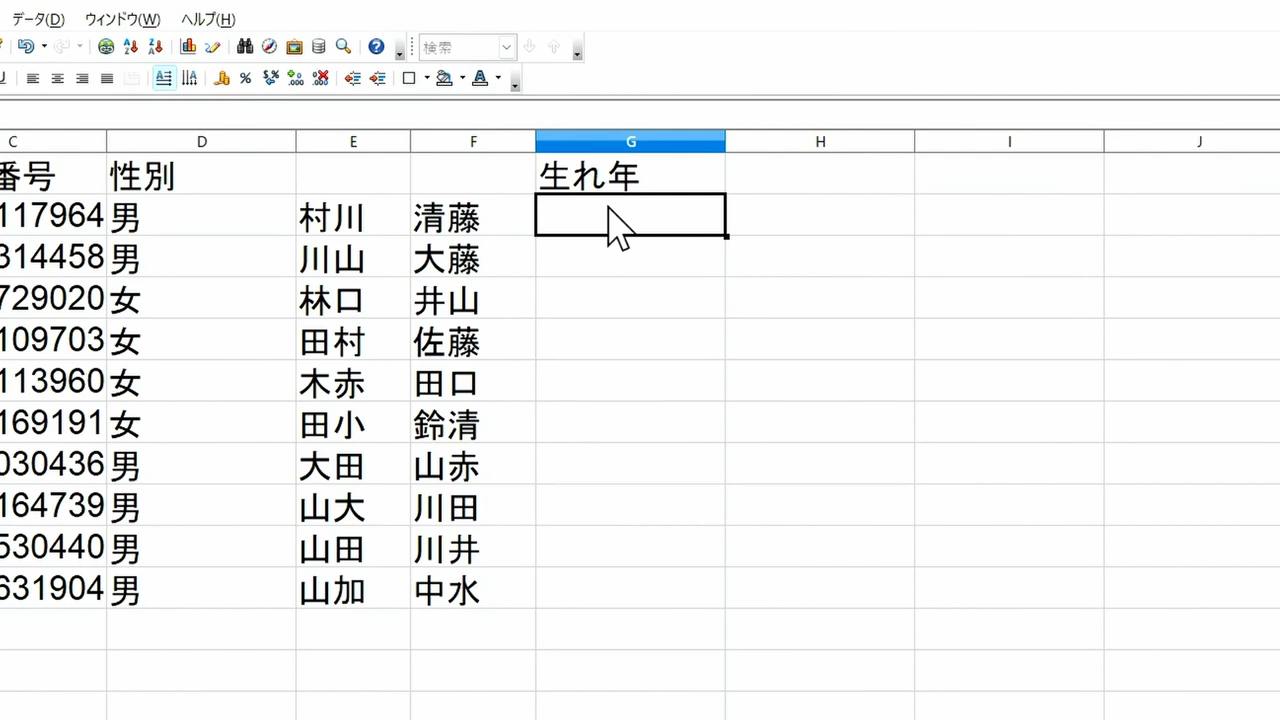 データ(D) ウィンドウ(W) ヘルプ(H)
検索
C D E F G H I J
番号 性別 生れ年
117964 男 村川 清藤
314458 男 川山 大藤
729020 女 林口 井山
109703 女 田村 佐藤
113960 女 木赤 田口
169191 女 田小 鈴清
030436 男 大田 山赤
164739 男 山大 川田
530440 男 山田 川井
631904 男 山加 中水